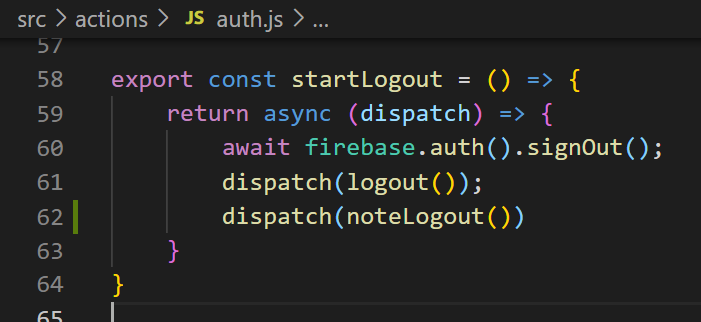 src > actions > JS auth.js > ...
57
58 export const startLogout = () => {
59     return async (dispatch) => {
60         await firebase.auth().signOut();
61         dispatch(logout());
62         dispatch(noteLogout())
63     }
64 }
65